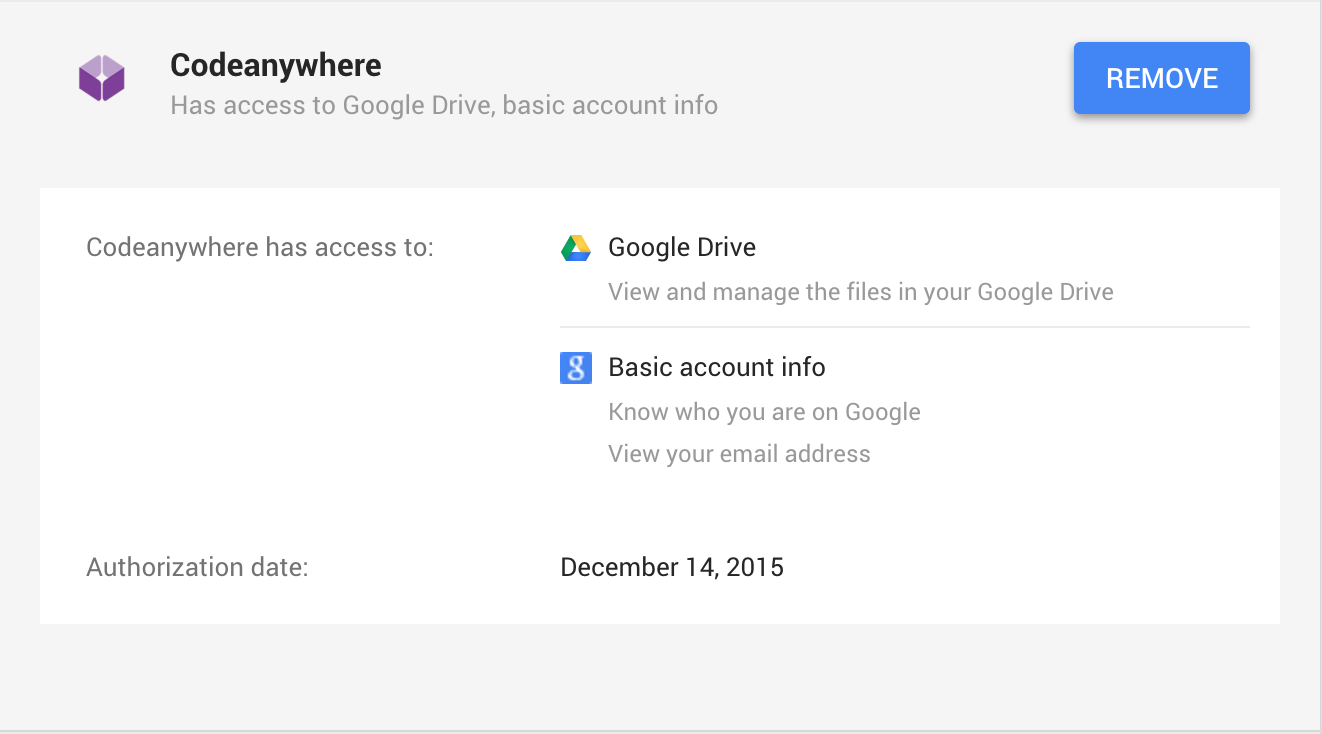 Codeanywhere
Has access to Google Drive, basic account info
REMOVE
Codeanywhere has access to:
Google Drive
View and manage the files in your Google Drive
g
Basic account info
Know who you are on Google
View your email address
Authorization date:
December 14, 2015